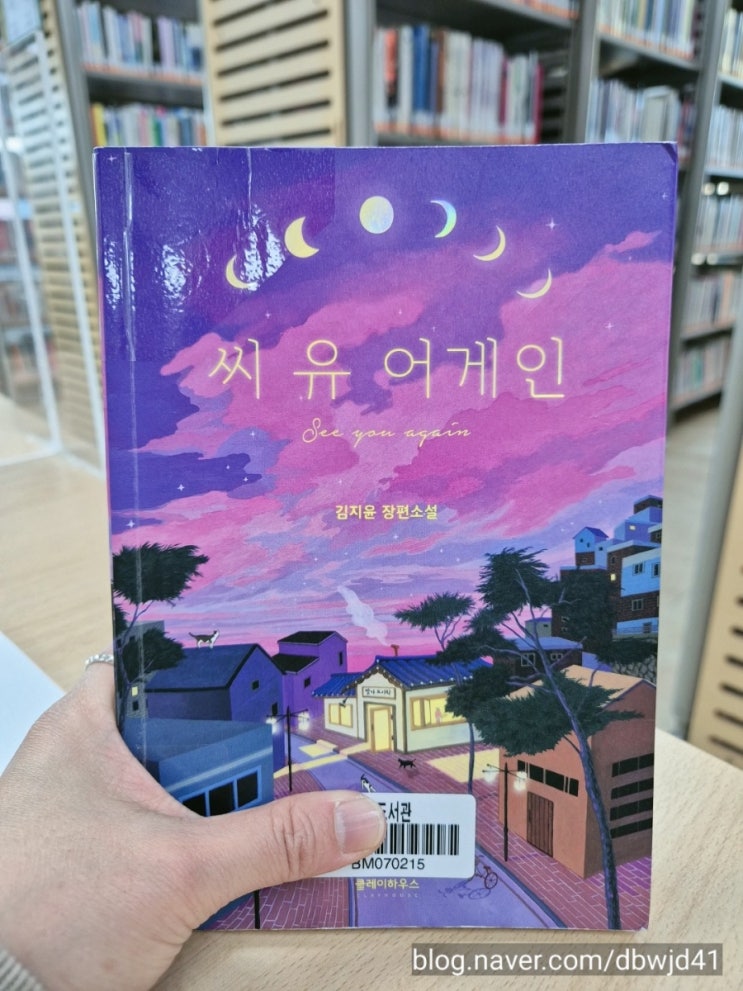 씨 유 어게인
See you again
김지윤 장편소설
도서관
BM070215
클레이하우스
blog.naver.com/dbwjd41